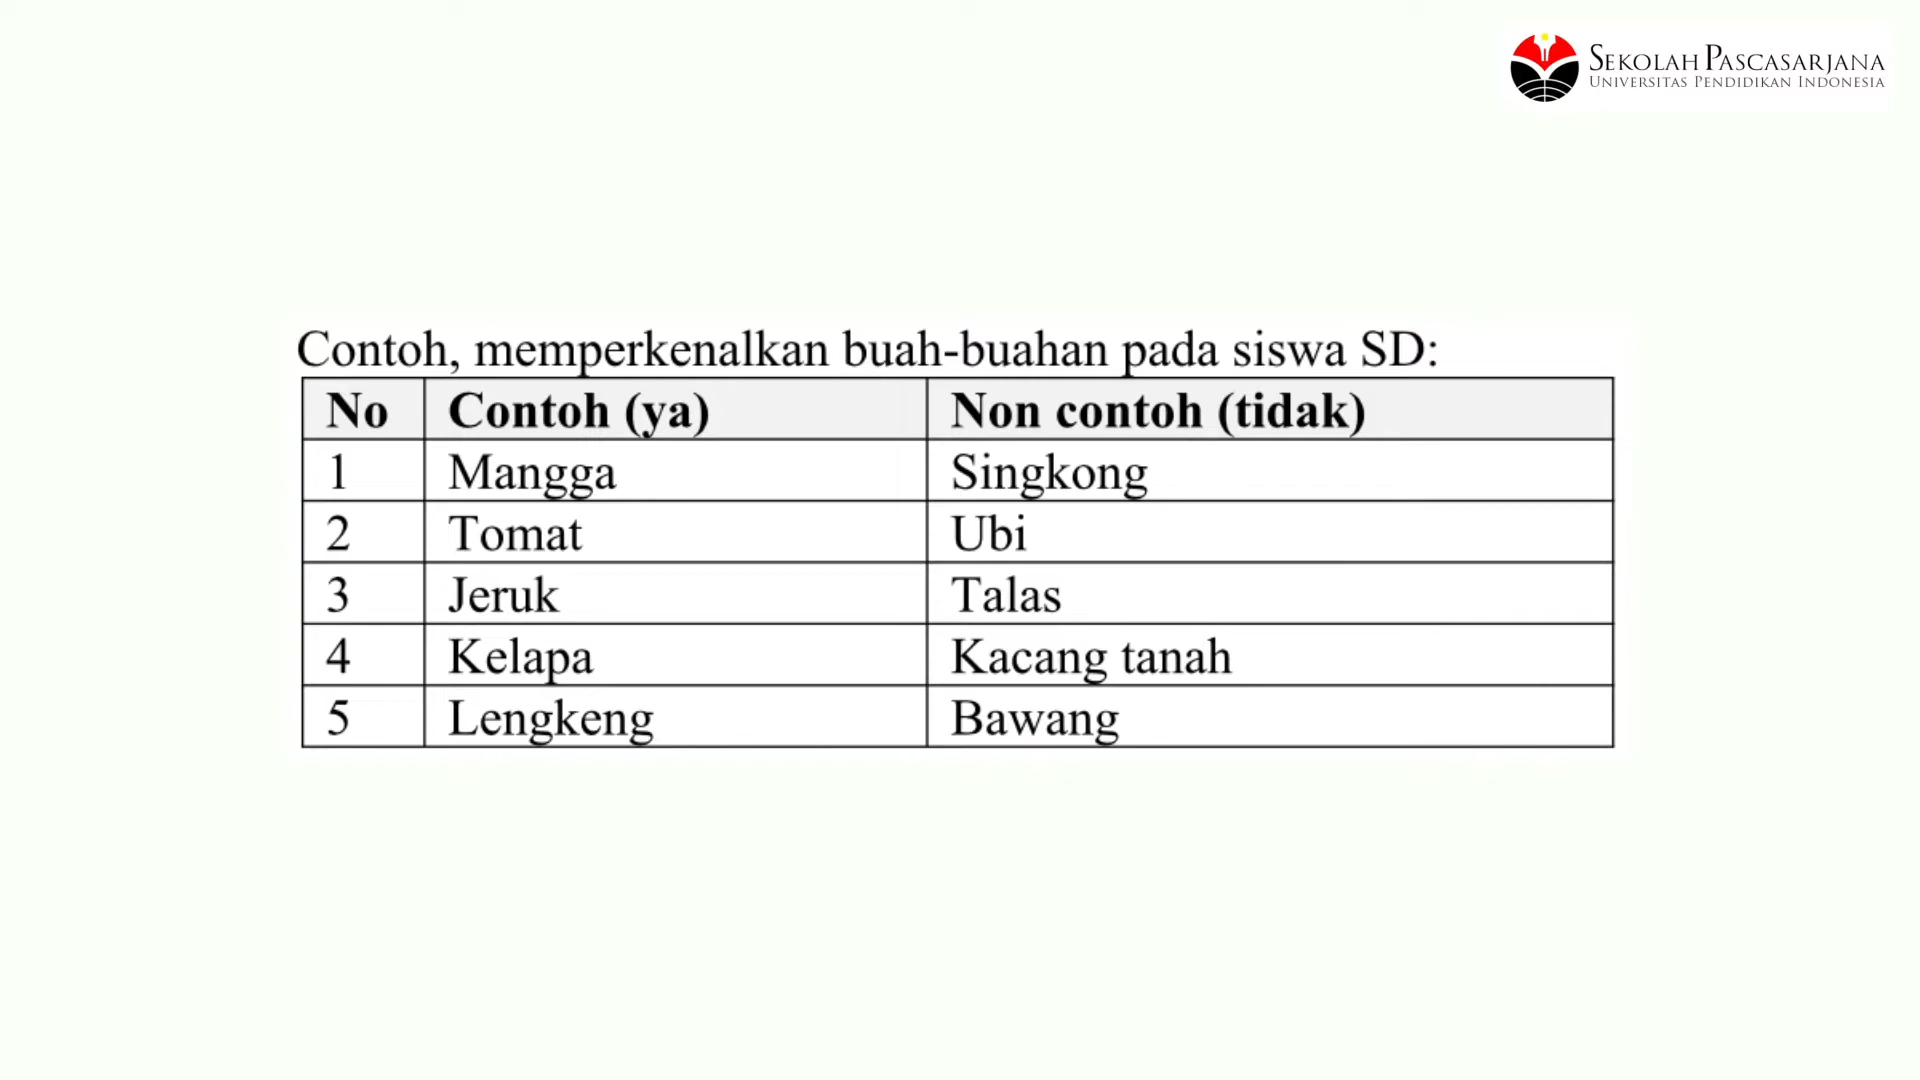 SEKOLAH PASCASARJANA
UNIVERSITAS PENDIDIKAN INDONESIA
Contoh, memperkenalkan buah-buahan pada siswa SD:
No Contoh (ya) Non contoh (tidak)
1 Mangga Singkong
2 Tomat Ubi
3 Jeruk Talas
4 Kelapa Kacang tanah
5 Lengkeng Bawang